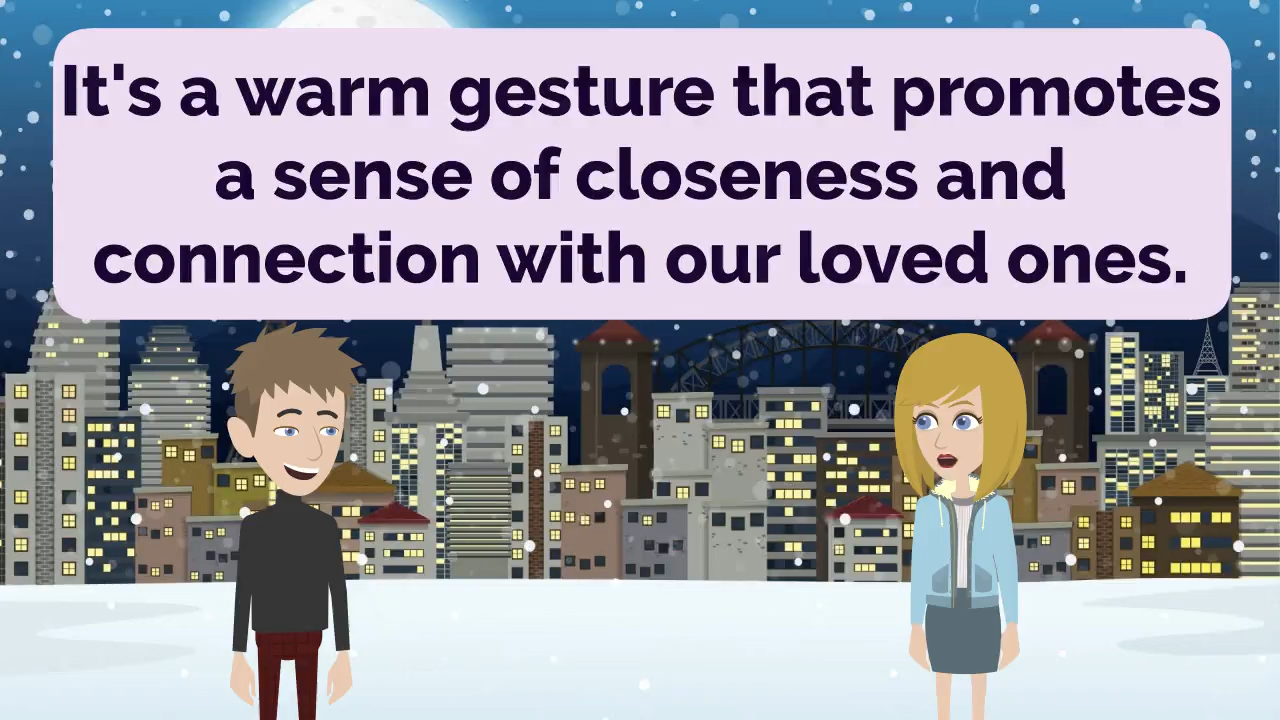 It's a warm gesture that promotes
a sense of closeness and
connection with our loved ones.